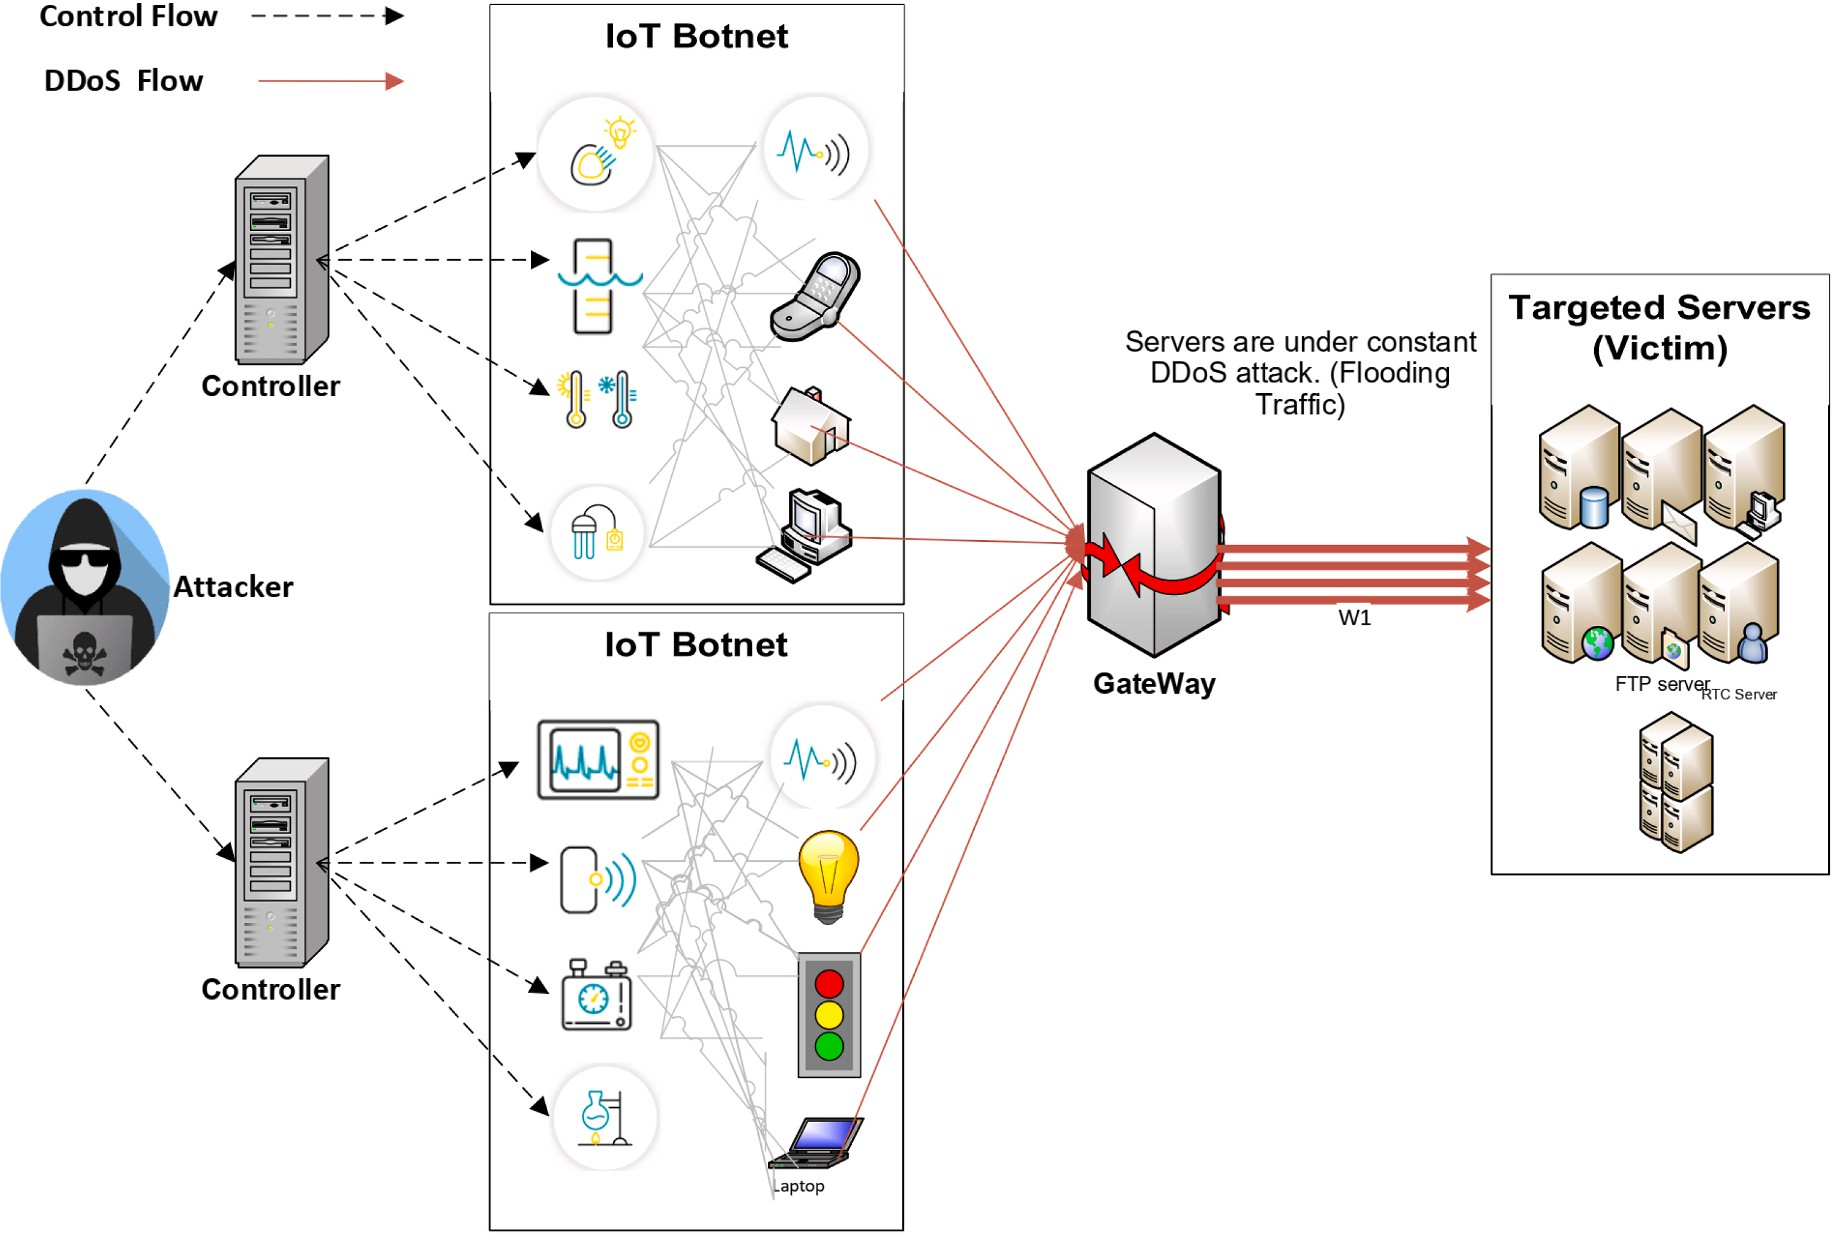 Control Flow
DDoS  Flow
IoT Botnet
Controller
Attacker
IoT Botnet
Controller
Laptop
Servers are under constant
DDoS attack. (Flooding
Traffic)
GateWay
W1
Targeted Servers
(Victim)
FTP server
RTC Server